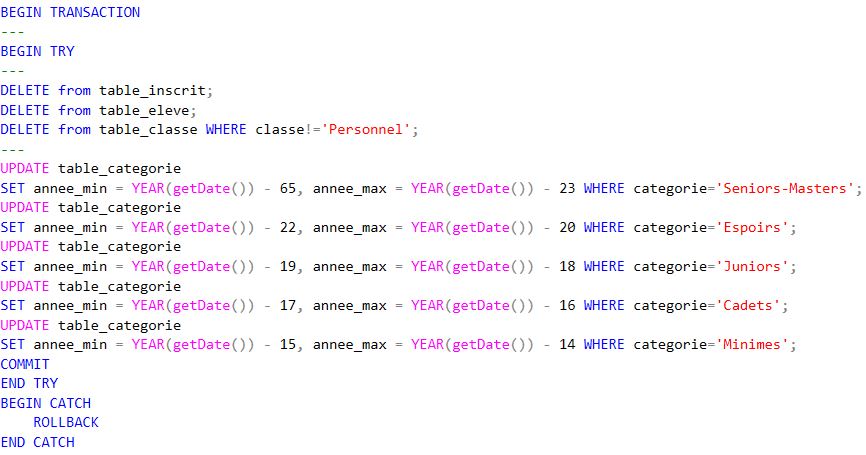 BEGIN TRANSACTION
---
BEGIN TRY
---
DELETE from table_inscrit;
DELETE from table_eleve;
DELETE from table_classe WHERE classe!='Personnel';
---
UPDATE table_categorie
SET annee_min = YEAR(getDate()) - 65, annee_max = YEAR(getDate()) - 23 WHERE categorie='Seniors-Masters';
UPDATE table_categorie
SET annee_min = YEAR(getDate()) - 22, annee_max = YEAR(getDate()) - 20 WHERE categorie='Espoirs';
UPDATE table_categorie
SET annee_min = YEAR(getDate()) - 19, annee_max = YEAR(getDate()) - 18 WHERE categorie='Juniors';
UPDATE table_categorie
SET annee_min = YEAR(getDate()) - 17, annee_max = YEAR(getDate()) - 16 WHERE categorie='Cadets';
UPDATE table_categorie
SET annee_min = YEAR(getDate()) - 15, annee_max = YEAR(getDate()) - 14 WHERE categorie='Minimes';
COMMIT
END TRY
BEGIN CATCH
    ROLLBACK
END CATCH